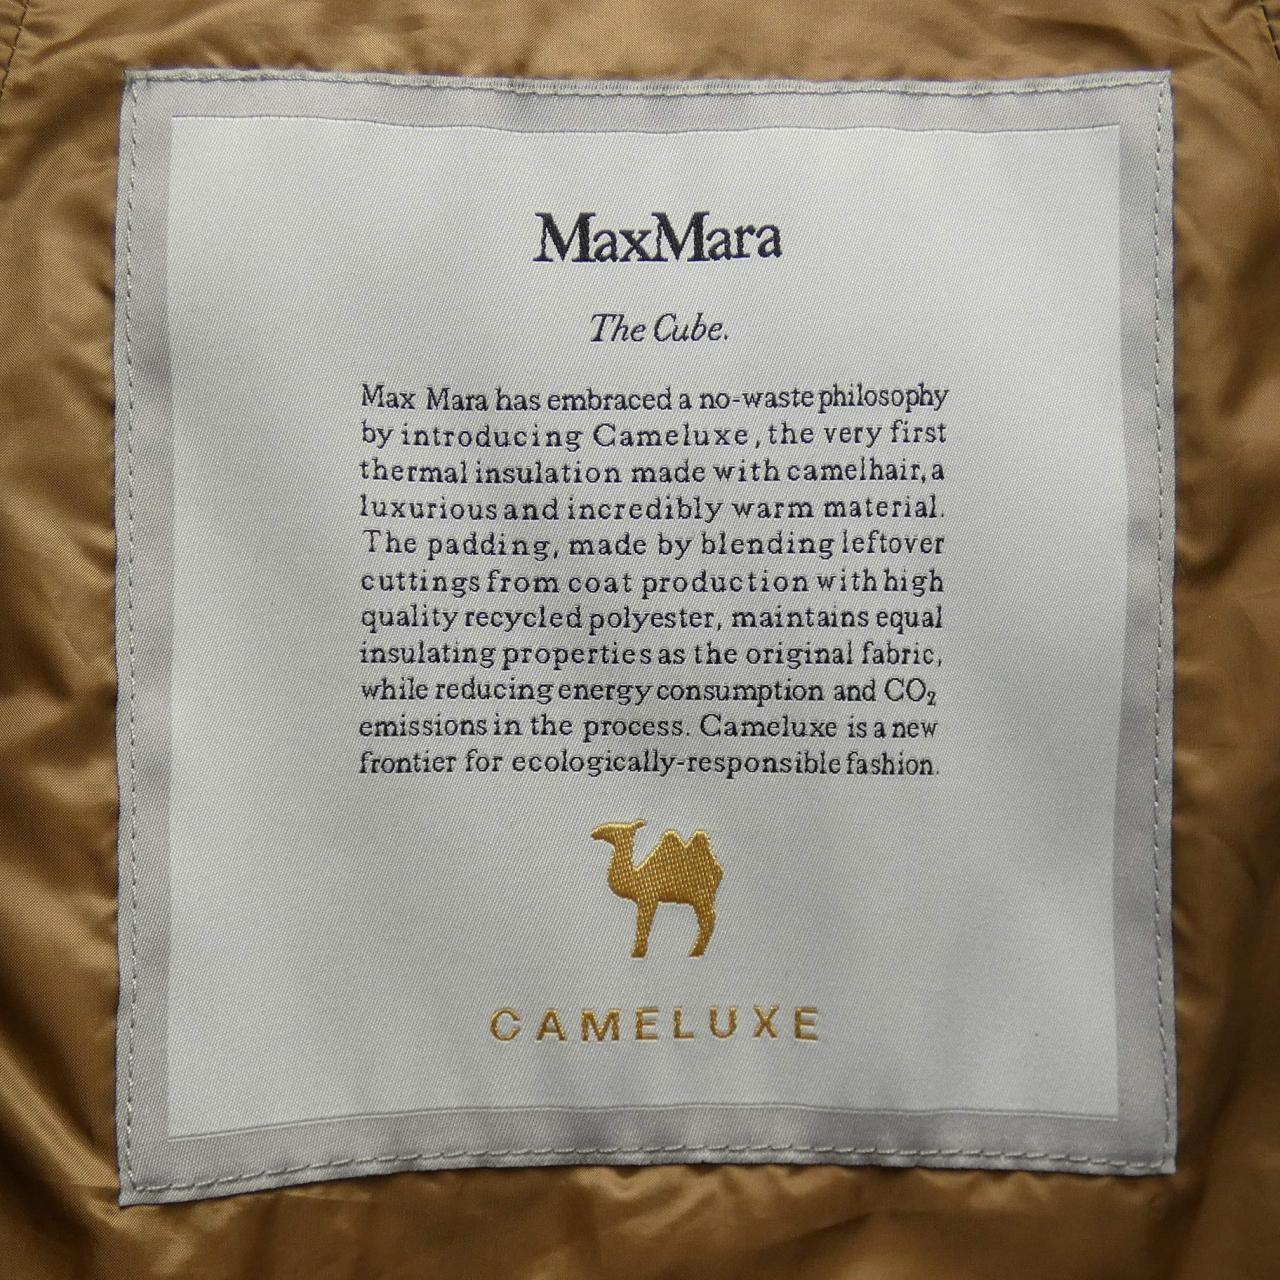 MaxMara
The Cube.
Max Mara has embraced a no-waste philosophy
by introducing Cameluxe, the very first
thermal insulation made with camelhair, a
luxurious and incredibly warm material.
The padding, made by blending leftover
cuttings from coat production with high
quality recycled polyester, maintains equal
insulating properties as the original fabric,
while reducing energy consumption and CO₂
emissions in the process. Cameluxe is a new
frontier for ecologically-responsible fashion.
CAMELUXE